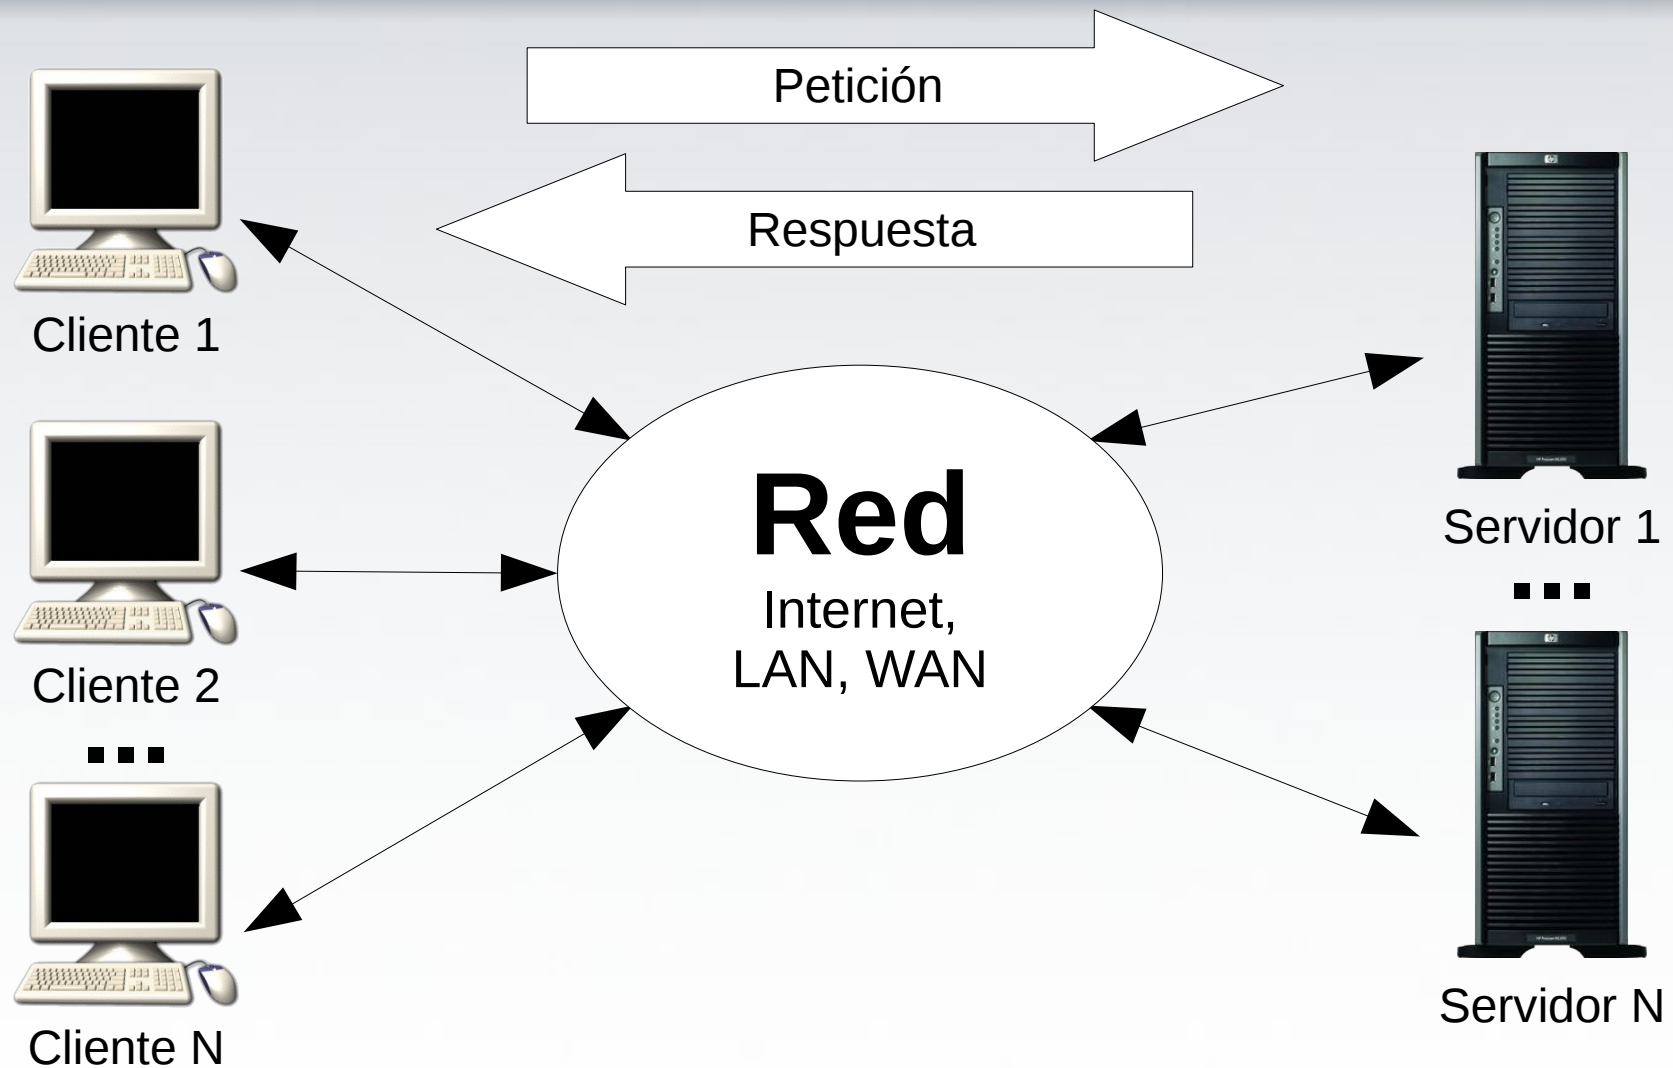 Petición
Respuesta
Cliente 1
Cliente 2
Cliente N
Red
Internet,
LAN, WAN
Servidor 1
Servidor N